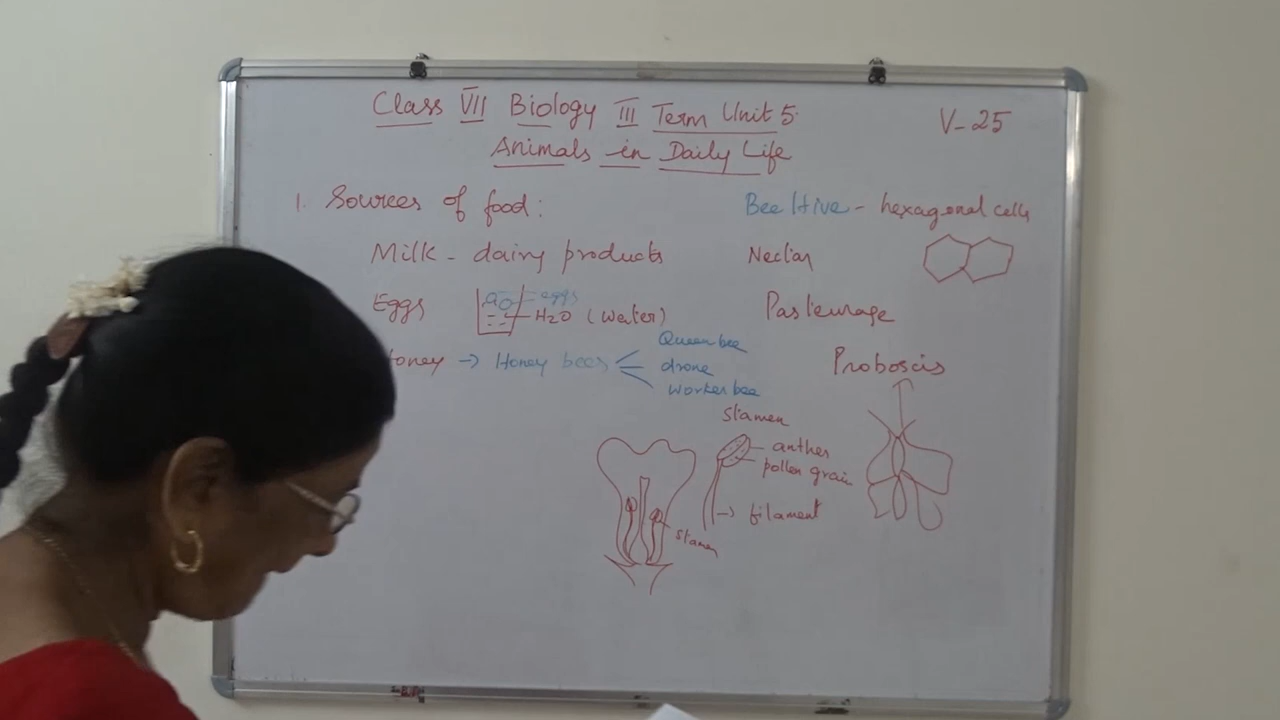 Class VII Biology III Term Unit 5
V-25
Animals in Daily Life
1. Sources of food:
Milk - dairy products
Eggs
eggs
H2O (water)
Honey → Honey bees
Queen bee
drone
worker bee
Bee Hive - hexagonal cells
Nectar
Pasteurage
Proboscis
Stamen
anther
pollen grain
filament
stamen